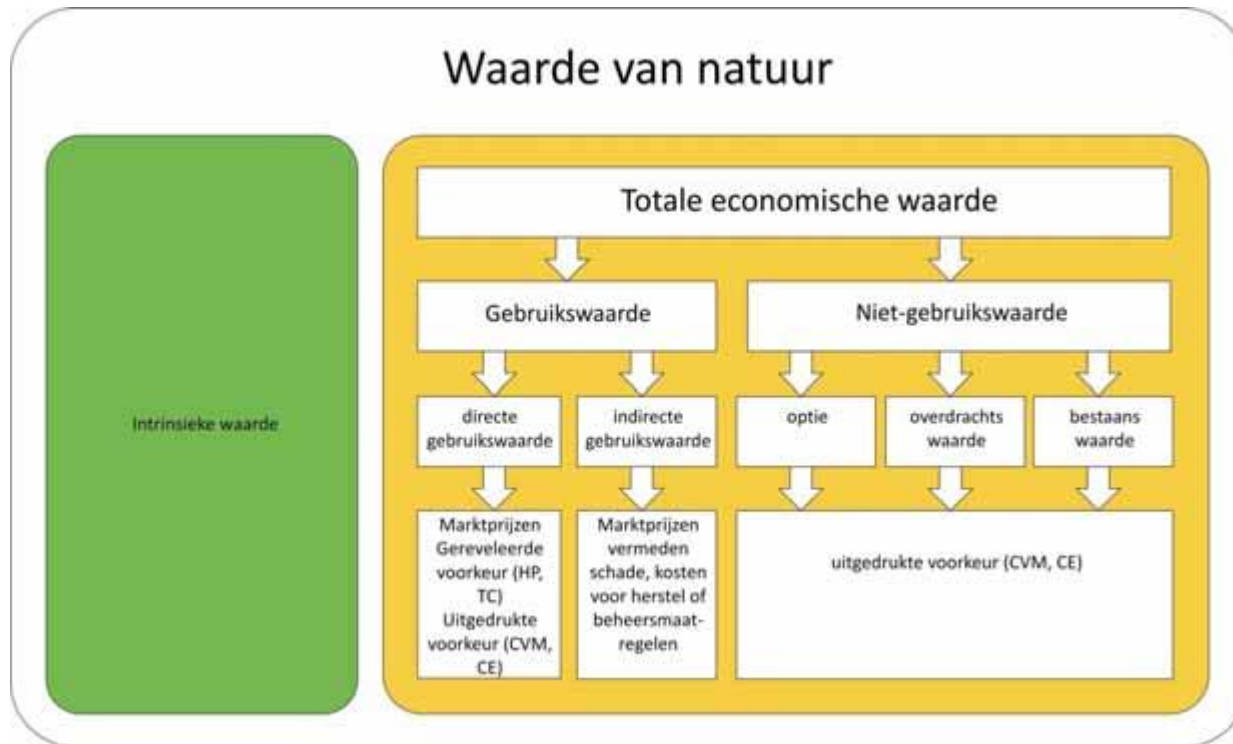 Waarde van natuur
Intrinsieke waarde
Totale economische waarde
Gebruikswaarde
Niet-gebruikswaarde
directe
gebruikswaarde
indirecte
gebruikswaarde
optie
overdrachts
waarde
bestaans
waarde
Marktprijzen
Gereveleerde
voorkeur (HP,
TC)
Uitgedrukte
voorkeur (CVM,
CE)
Marktprijzen
vermeden
schade, kosten
voor herstel of
beheersmaat-
regelen
uitgedrukte voorkeur (CVM, CE)